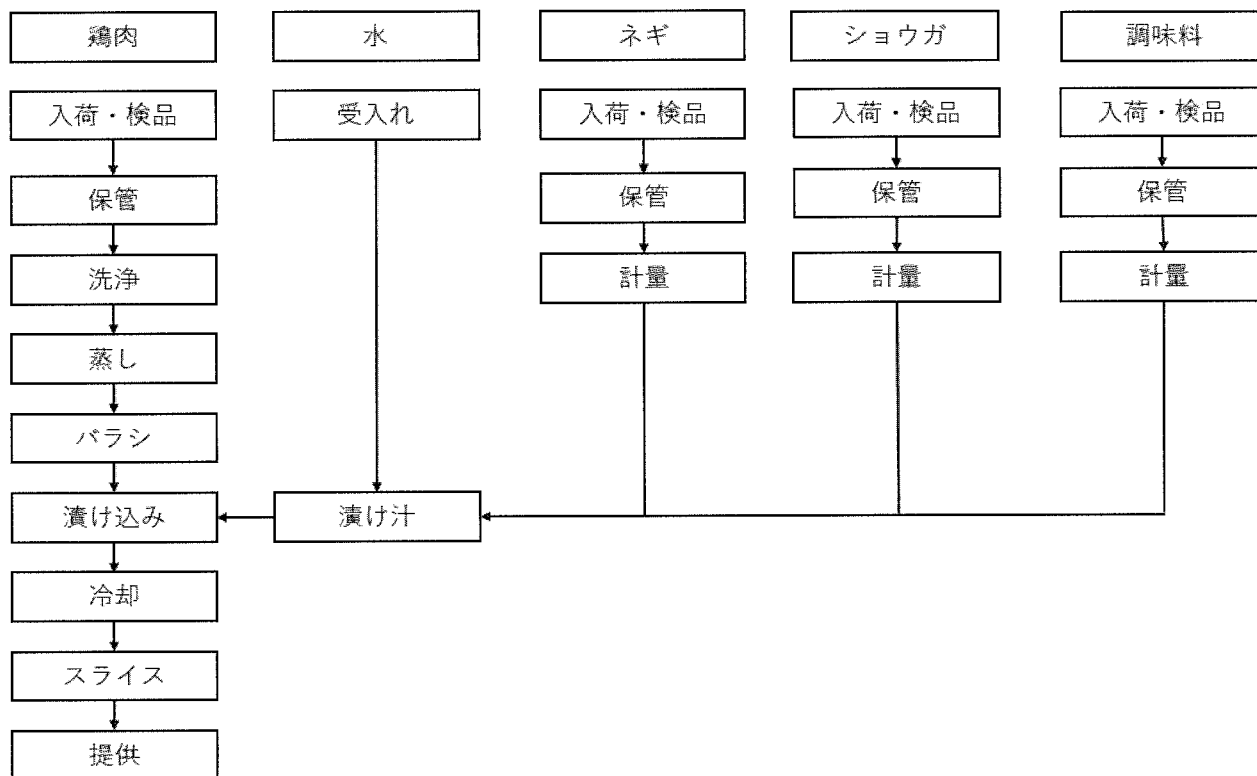 鶏肉
水
ネギ
ショウガ
調味料
入荷・検品
受入れ
入荷・検品
入荷・検品
入荷・検品
保管
保管
保管
保管
洗浄
計量
計量
計量
蒸し
バラシ
漬け込み
漬け汁
冷却
スライス
提供